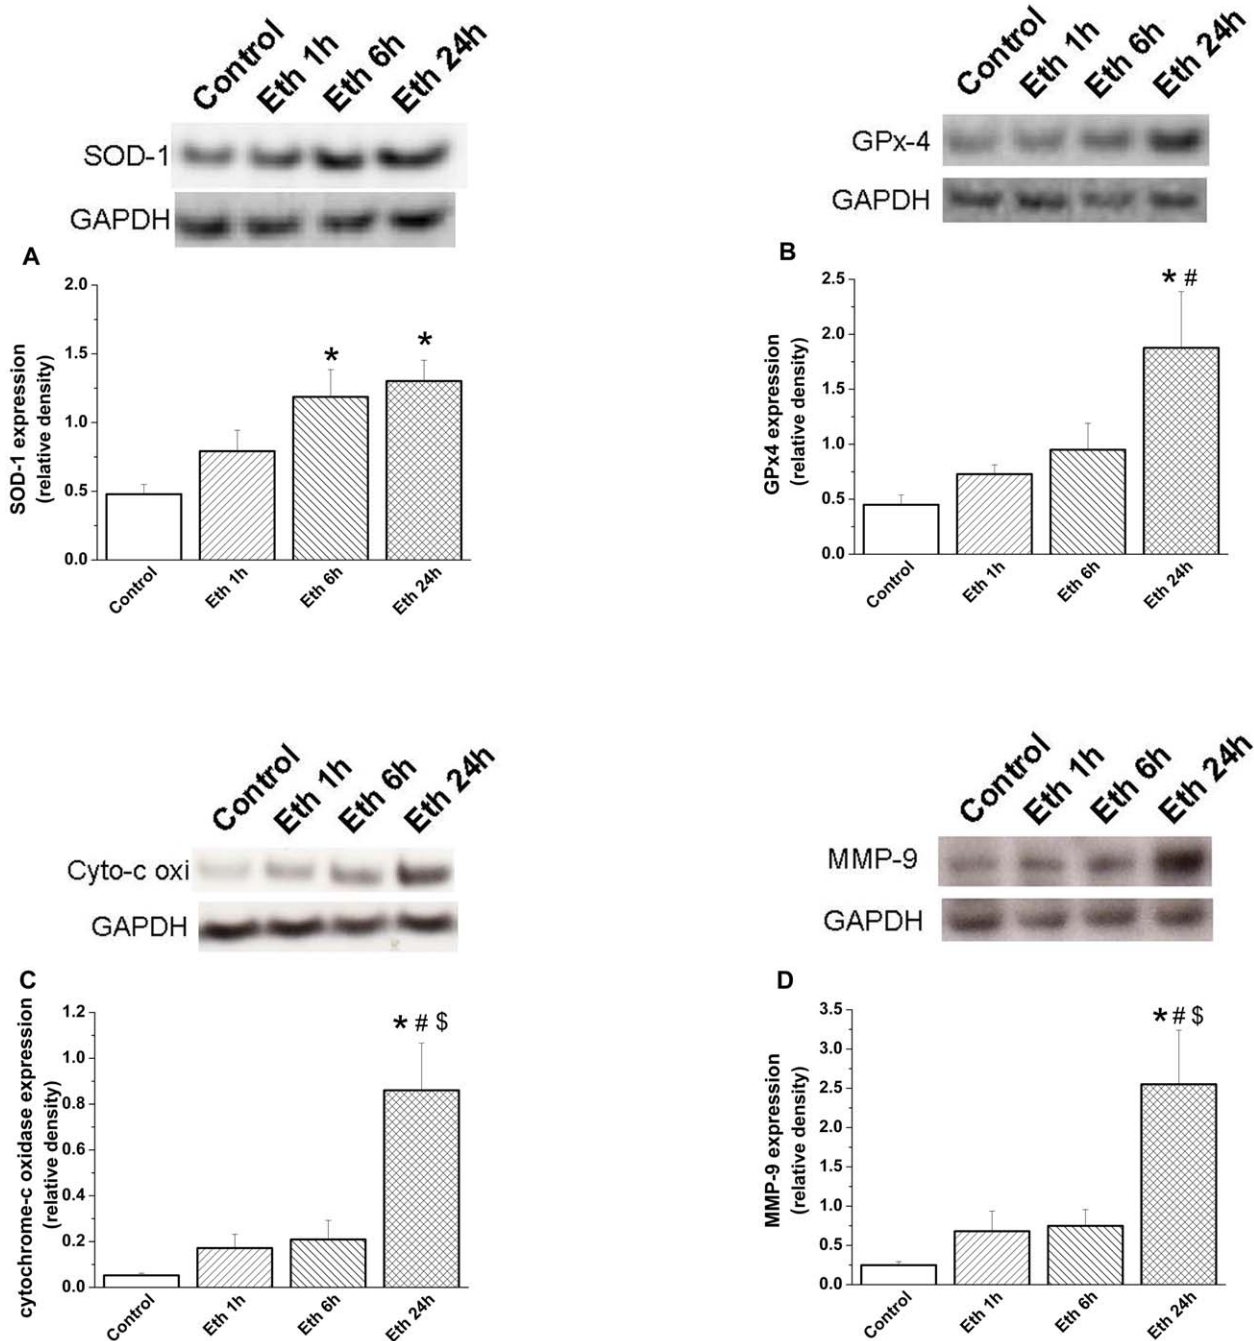 Control Eth 1h Eth 6h Eth 24h
SOD-1
GAPDH
A
2.0
1.5
1.0
0.5
0.0
SOD-1 expression
(relative density)
*
*
Control Eth 1h Eth 6h Eth 24h
Control Eth 1h Eth 6h Eth 24h
GPx-4
GAPDH
B
2.5
2.0
1.5
1.0
0.5
0.0
GPx4 expression
(relative density)
* #
Control Eth 1h Eth 6h Eth 24h
Control Eth 1h Eth 6h Eth 24h
Cyto-c oxi
GAPDH
C
1.2
1.0
0.8
0.6
0.4
0.2
0.0
cytochrome-c oxidase expression
(relative density)
* # $
Control Eth 1h Eth 6h Eth 24h
Control Eth 1h Eth 6h Eth 24h
MMP-9
GAPDH
D
3.5
3.0
2.5
2.0
1.5
1.0
0.5
0.0
MMP-9 expression
(relative density)
* # $
Control Eth 1h Eth 6h Eth 24h